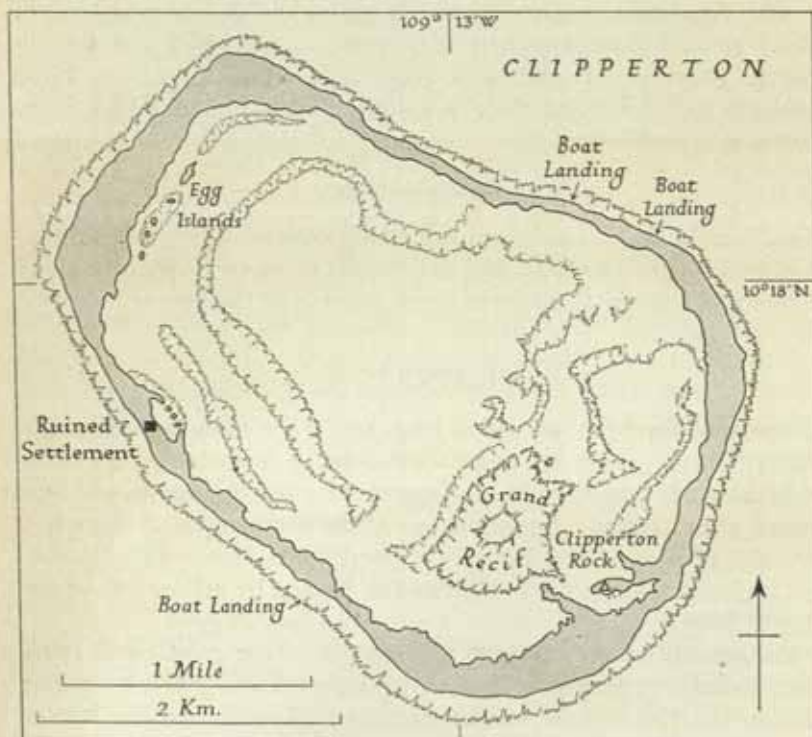 109° 13'W
CLIPPERTON
Boat
Landing
Boat
Landing
Egg
Islands
10°18'N
Ruined
Settlement
Grand
Récif
Clipperton
Rock
Boat Landing
1 Mile
2 Km.